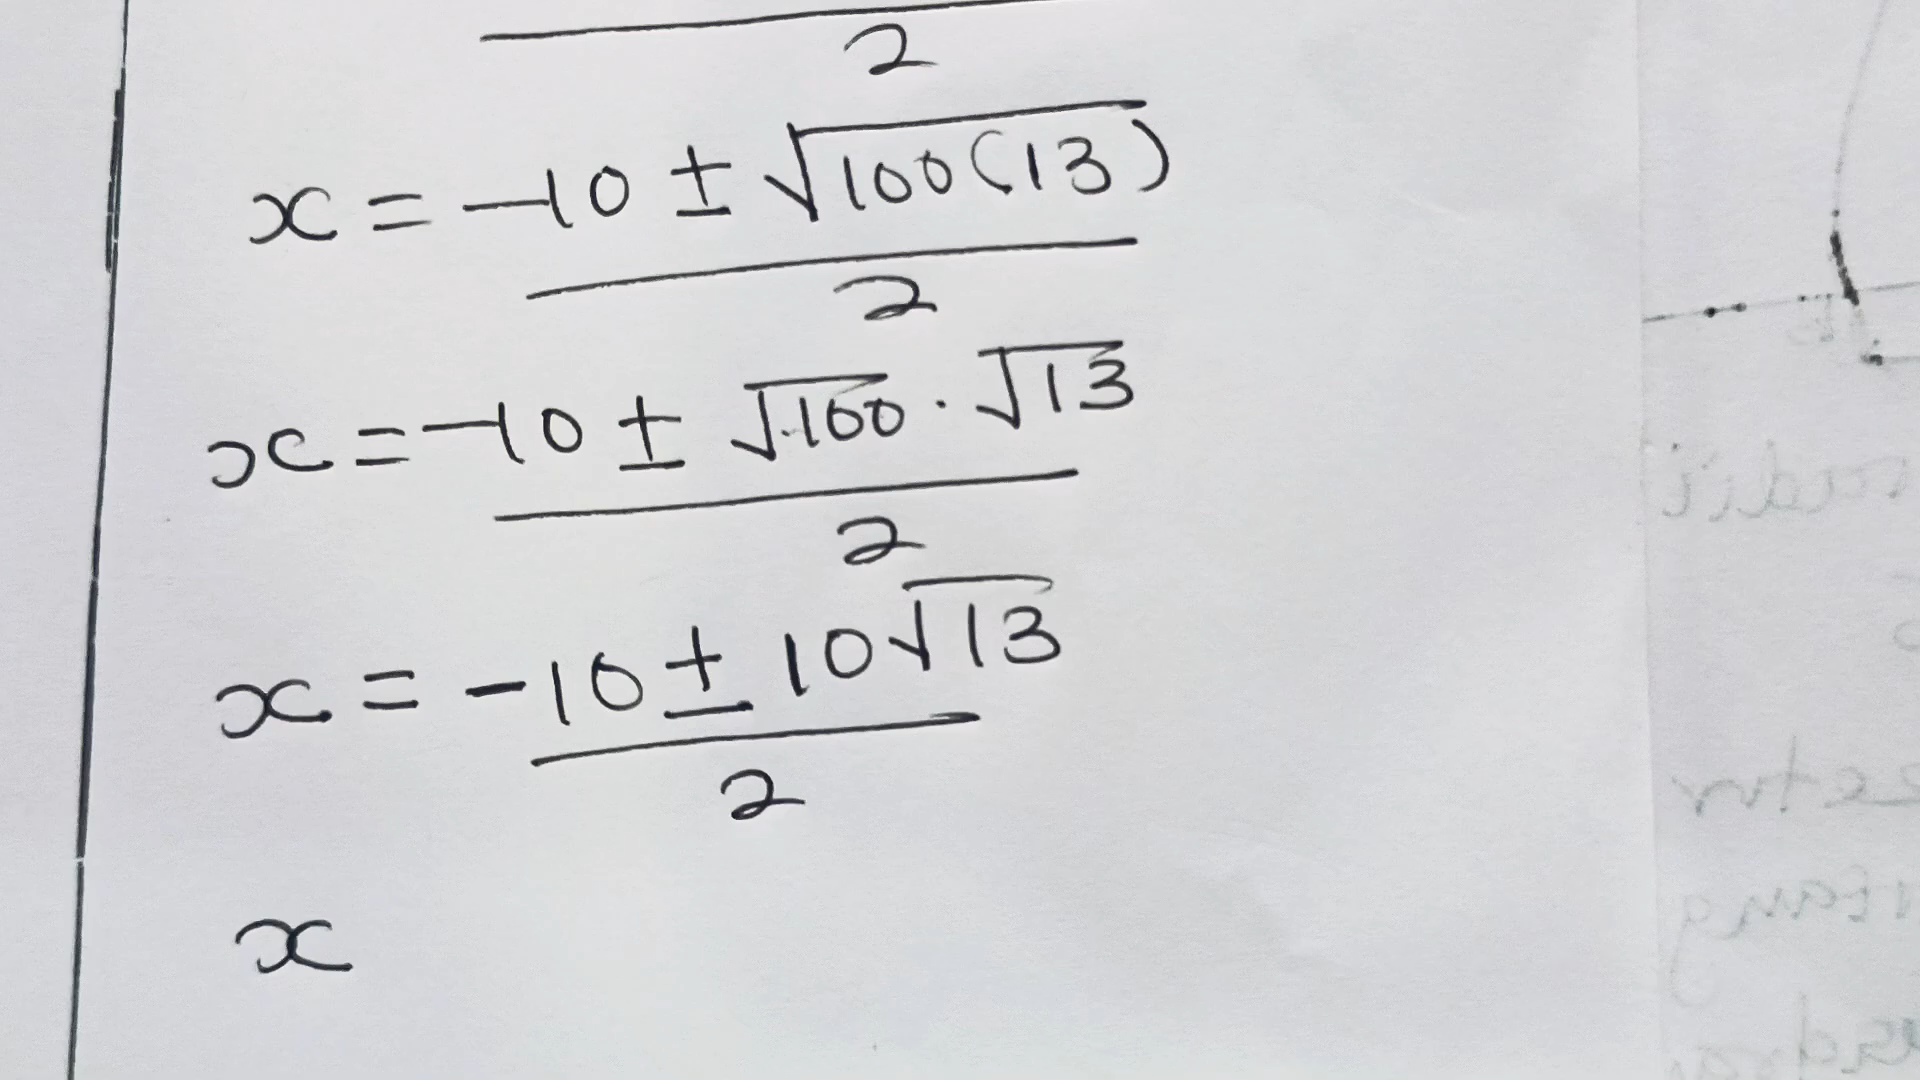 2
x = -10 ± √100(13)
2
x = -10 ± √100 · √13
2
x = -10 ± 10√13
2
x